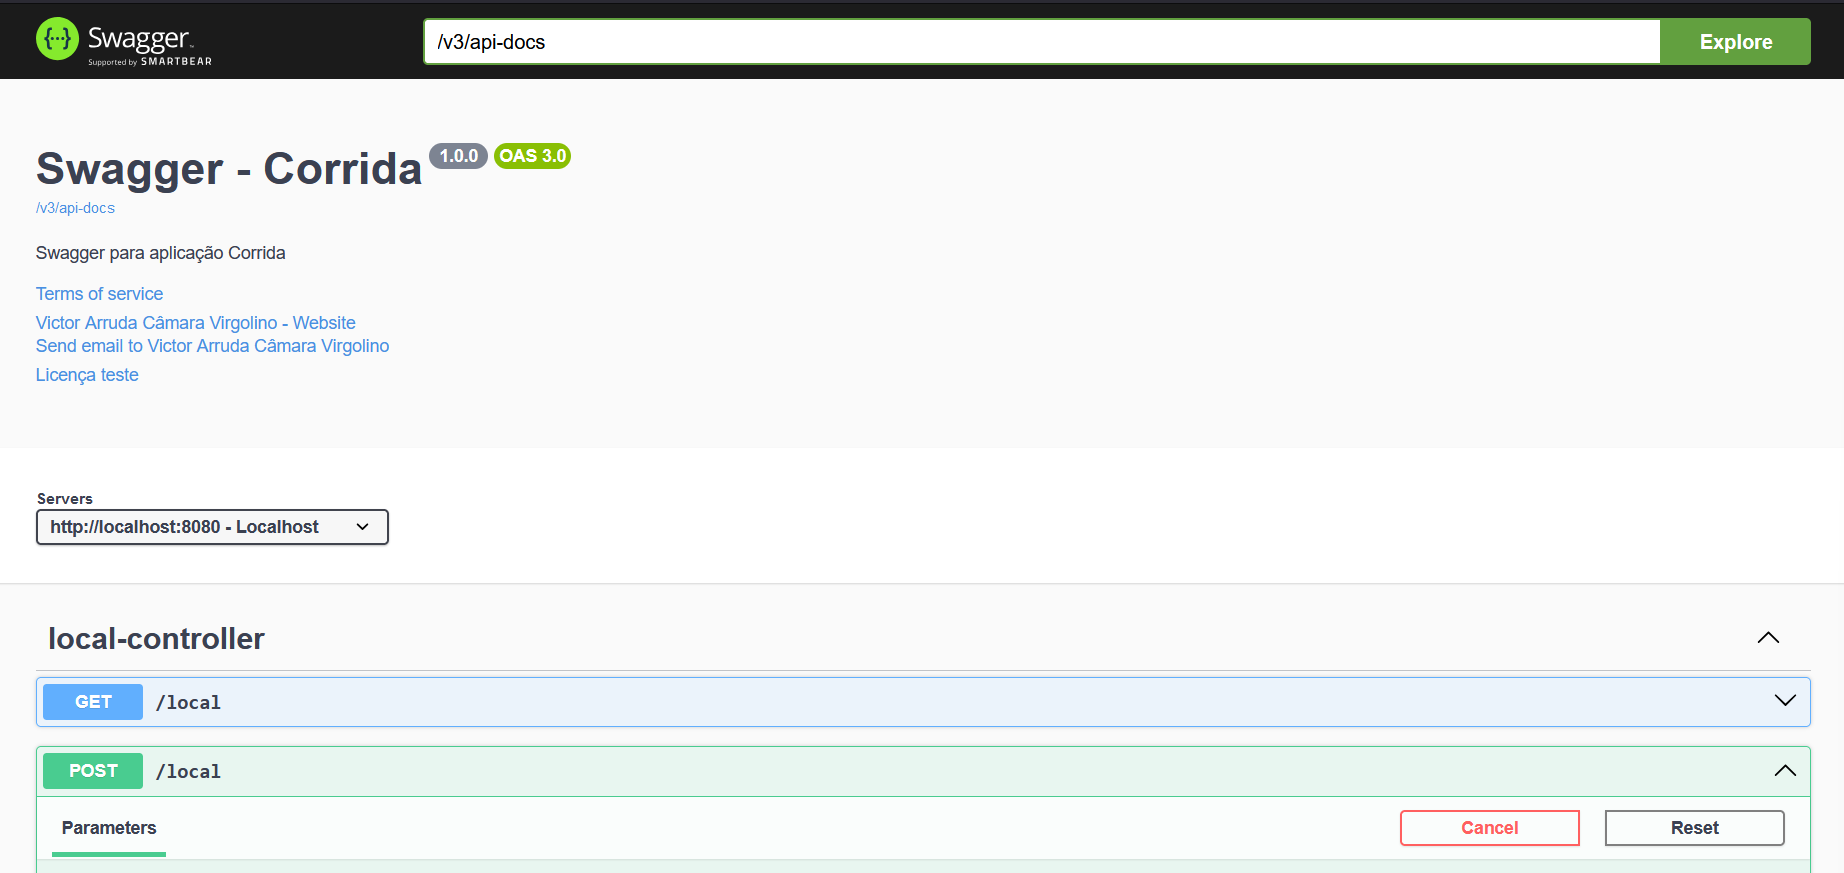 Swagger
Supported by SMARTBEAR
/v3/api-docs
Explore
Swagger - Corrida 1.0.0 OAS 3.0
/v3/api-docs
Swagger para aplicação Corrida
Terms of service
Victor Arruda Câmara Virgolino - Website
Send email to Victor Arruda Câmara Virgolino
Licença teste
Servers
http://localhost:8080 - Localhost
local-controller
GET /local
POST /local
Parameters
Cancel
Reset